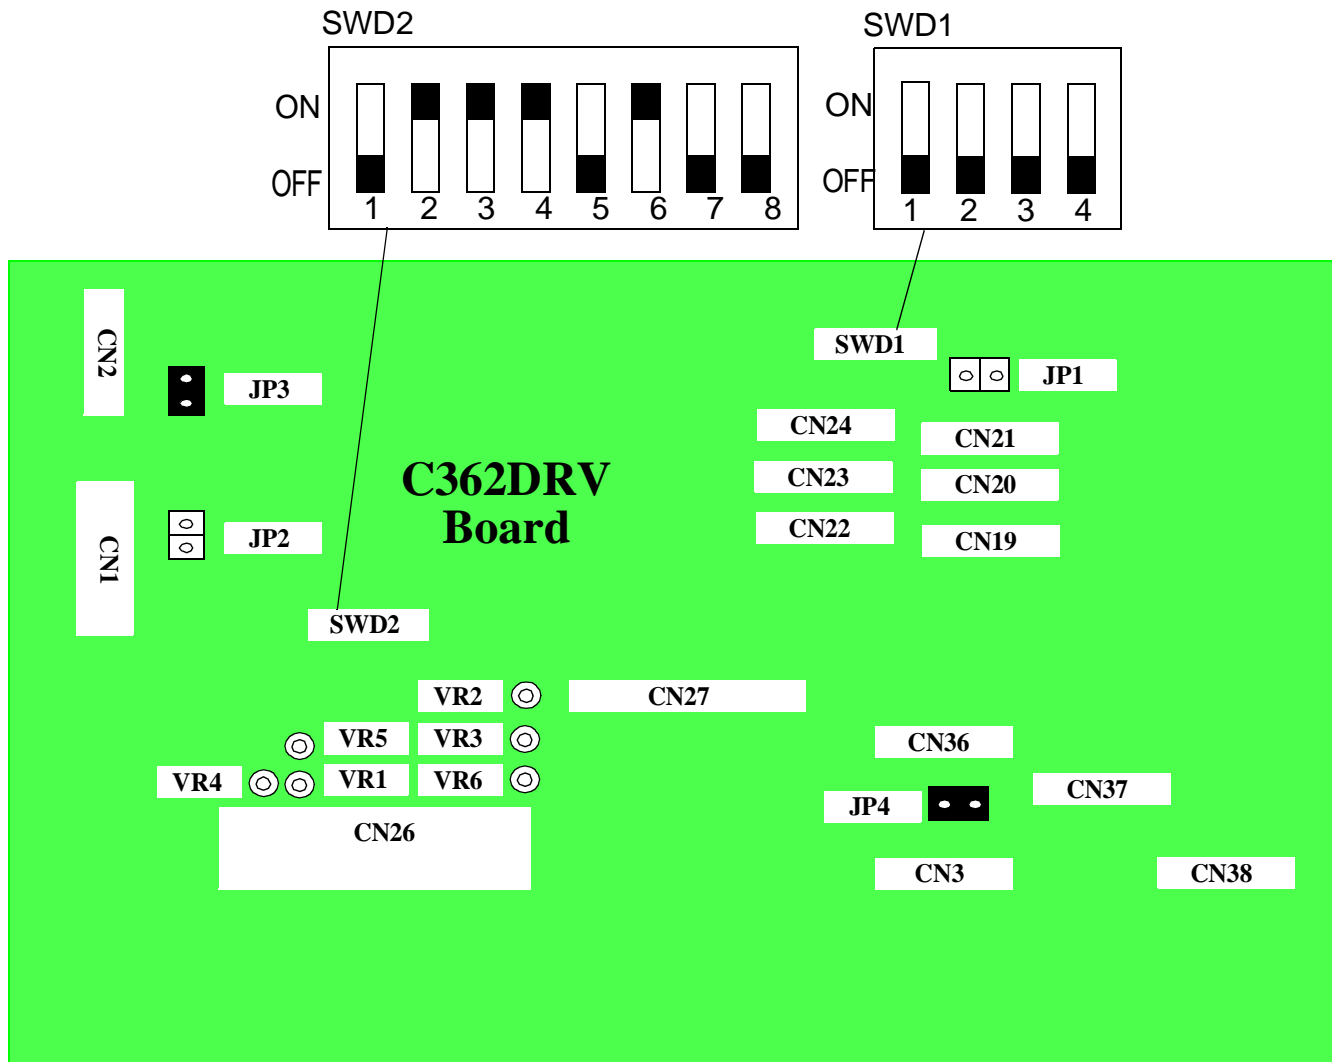 SWD2
SWD1
ON
OFF
1 2 3 4 5 6 7 8
ON
OFF
1 2 3 4
CN2
JP3
SWD1
JP1
CN24
CN21
C362DRV
Board
CN23
CN20
CN1
JP2
CN22
CN19
SWD2
VR2
CN27
VR5
VR3
CN36
VR4
VR1
VR6
CN37
JP4
CN26
CN3
CN38